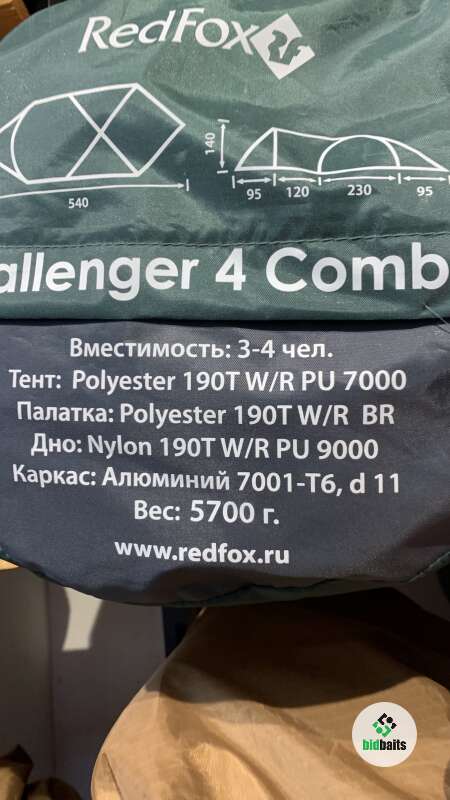 RedFox
540
140
95 120 230 95
allenger 4 Comb
Вместимость: 3-4 чел.
Тент: Polyester 190T W/R PU 7000
Палатка: Polyester 190T W/R BR
Дно: Nylon 190T W/R PU 9000
Каркас: Алюминий 7001-Т6, d 11
Вес: 5700 г.
www.redfox.ru
bidbaits